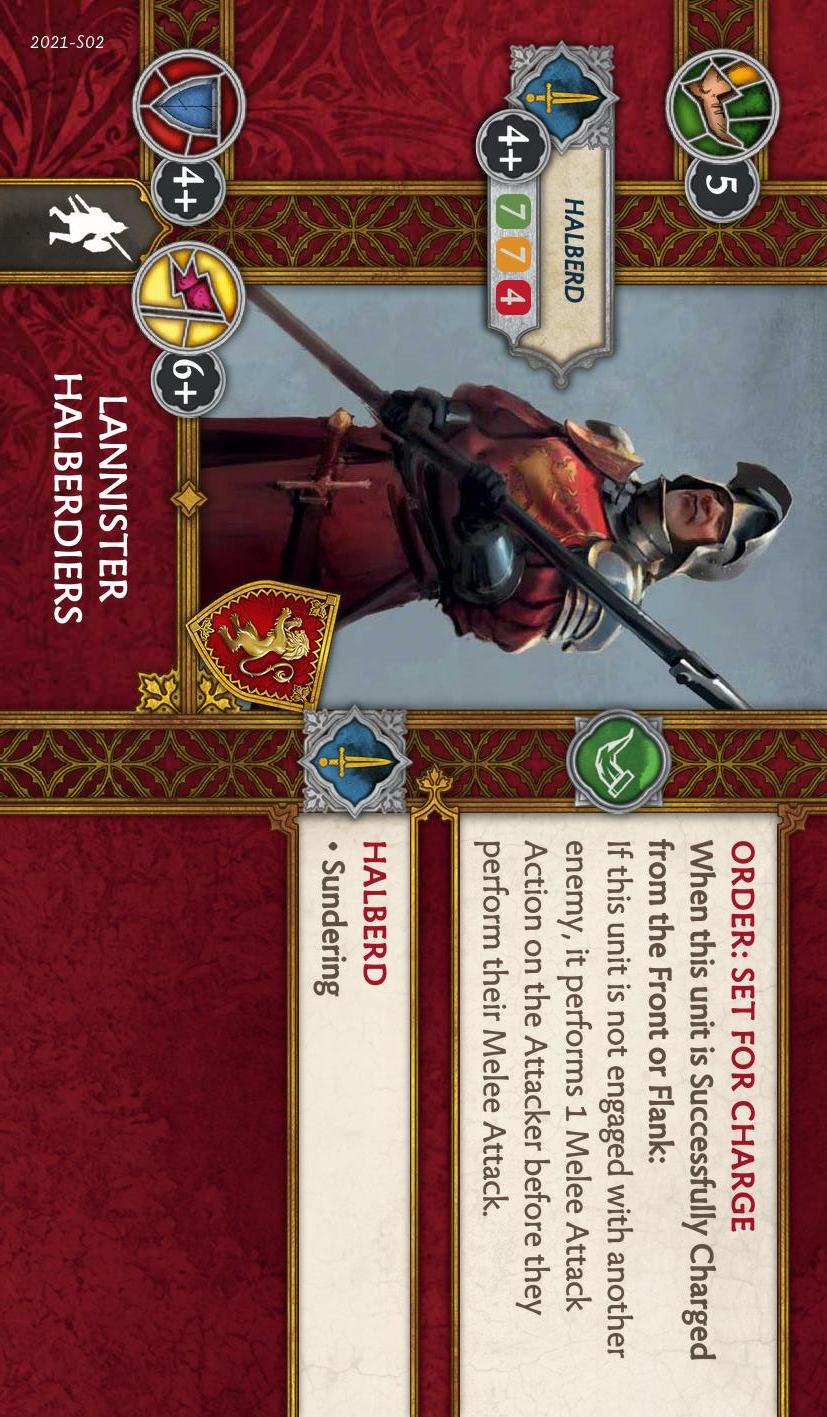 5
HALBERD
4+
7 7 4
4+
6+
LANNISTER
HALBERDIERS
2021-S02
ORDER: SET FOR CHARGE
When this unit is Successfully Charged
from the Front or Flank:
If this unit is not engaged with another
enemy, it performs 1 Melee Attack
Action on the Attacker before they
perform their Melee Attack.
HALBERD
• Sundering